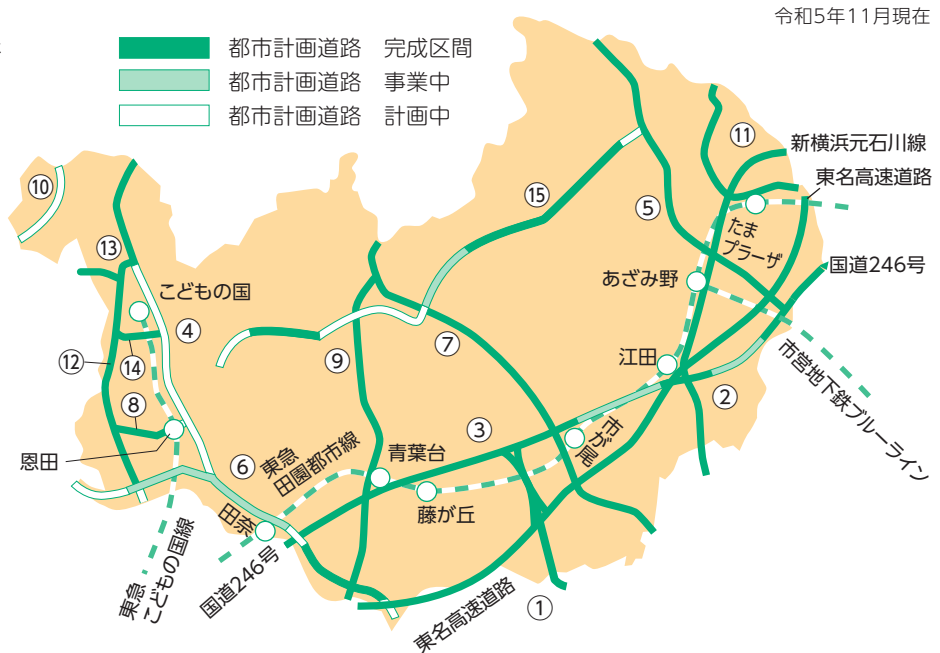 令和5年11月現在
都市計画道路 完成区間
都市計画道路 事業中
都市計画道路 計画中
⑪
新横浜元石川線
東名高速道路
⑩
⑮
⑤
たま
プラーザ
⑬
国道246号
こどもの国
あざみ野
④
⑨
⑦
⑫
⑭
江田
市営地下鉄ブルーライン
②
⑧
③
市が尾
恩田
⑥
東急
田園都市線
青葉台
藤が丘
田奈
東急
こどもの国線
国道246号
東名高速道路
①